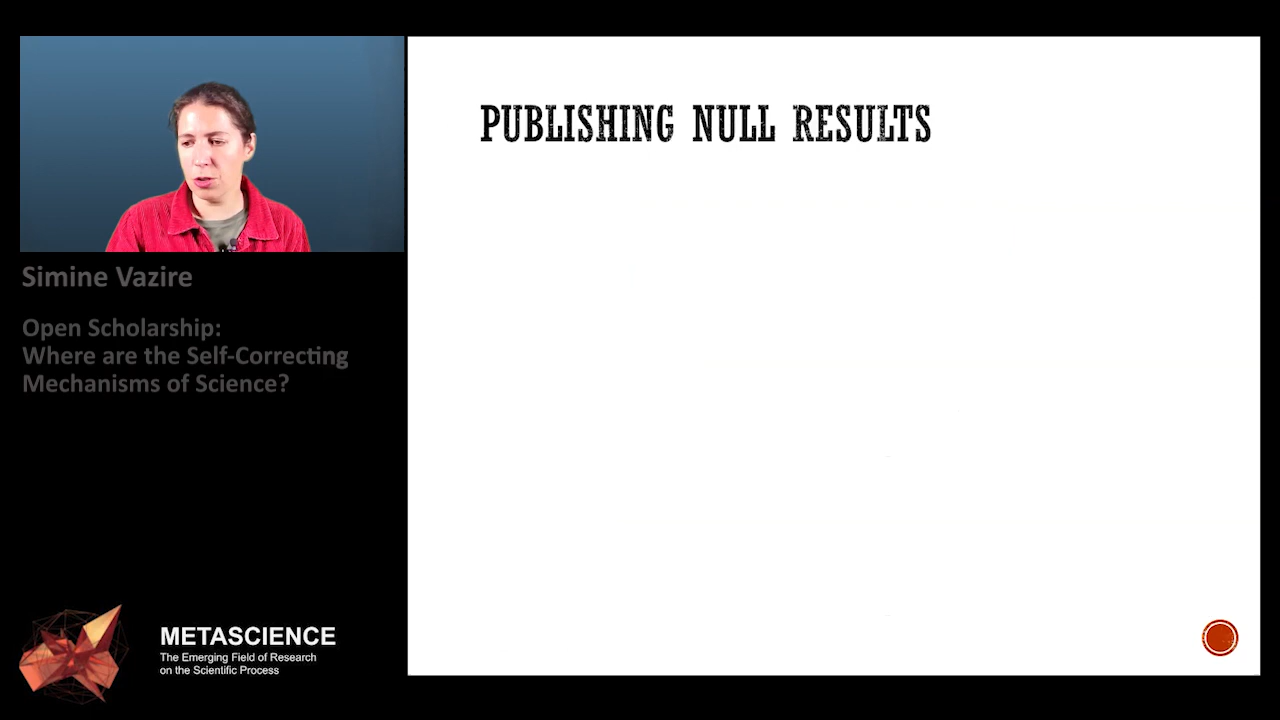 PUBLISHING NULL RESULTS
Simine Vazire
Open Scholarship:
Where are the Self-Correcting
Mechanisms of Science?
METASCIENCE
The Emerging Field of Research
on the Scientific Process